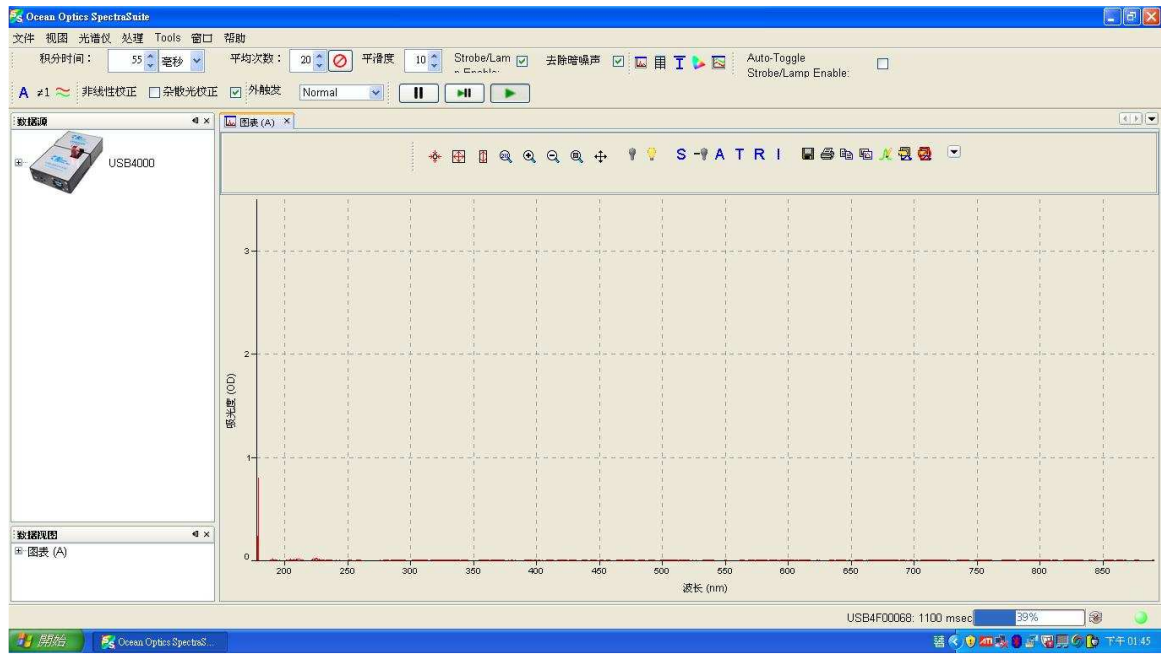 Ocean Optics SpectraSuite
文件 视图 光谱仪 处理 Tools 窗口 帮助
积分时间： 55 毫秒 平均次数： 20 平滑度 10 Strobe/Lam 去除暗噪声 Auto-Toggle
n Enable: Strobe/Lamp Enable:
A ≠1 非线性校正 杂散光校正 外触发 Normal
数据源 图表 (A)
USB4000
S A T R I
3
2
1
0
吸光度 (OD)
200 250 300 350 400 450 500 550 600 650 700 750 800 850
波长 (nm)
数据视图
图表 (A)
USB4F00068: 1100 msec 39%
開始 Ocean Optics SpectraS... 下午 01:45